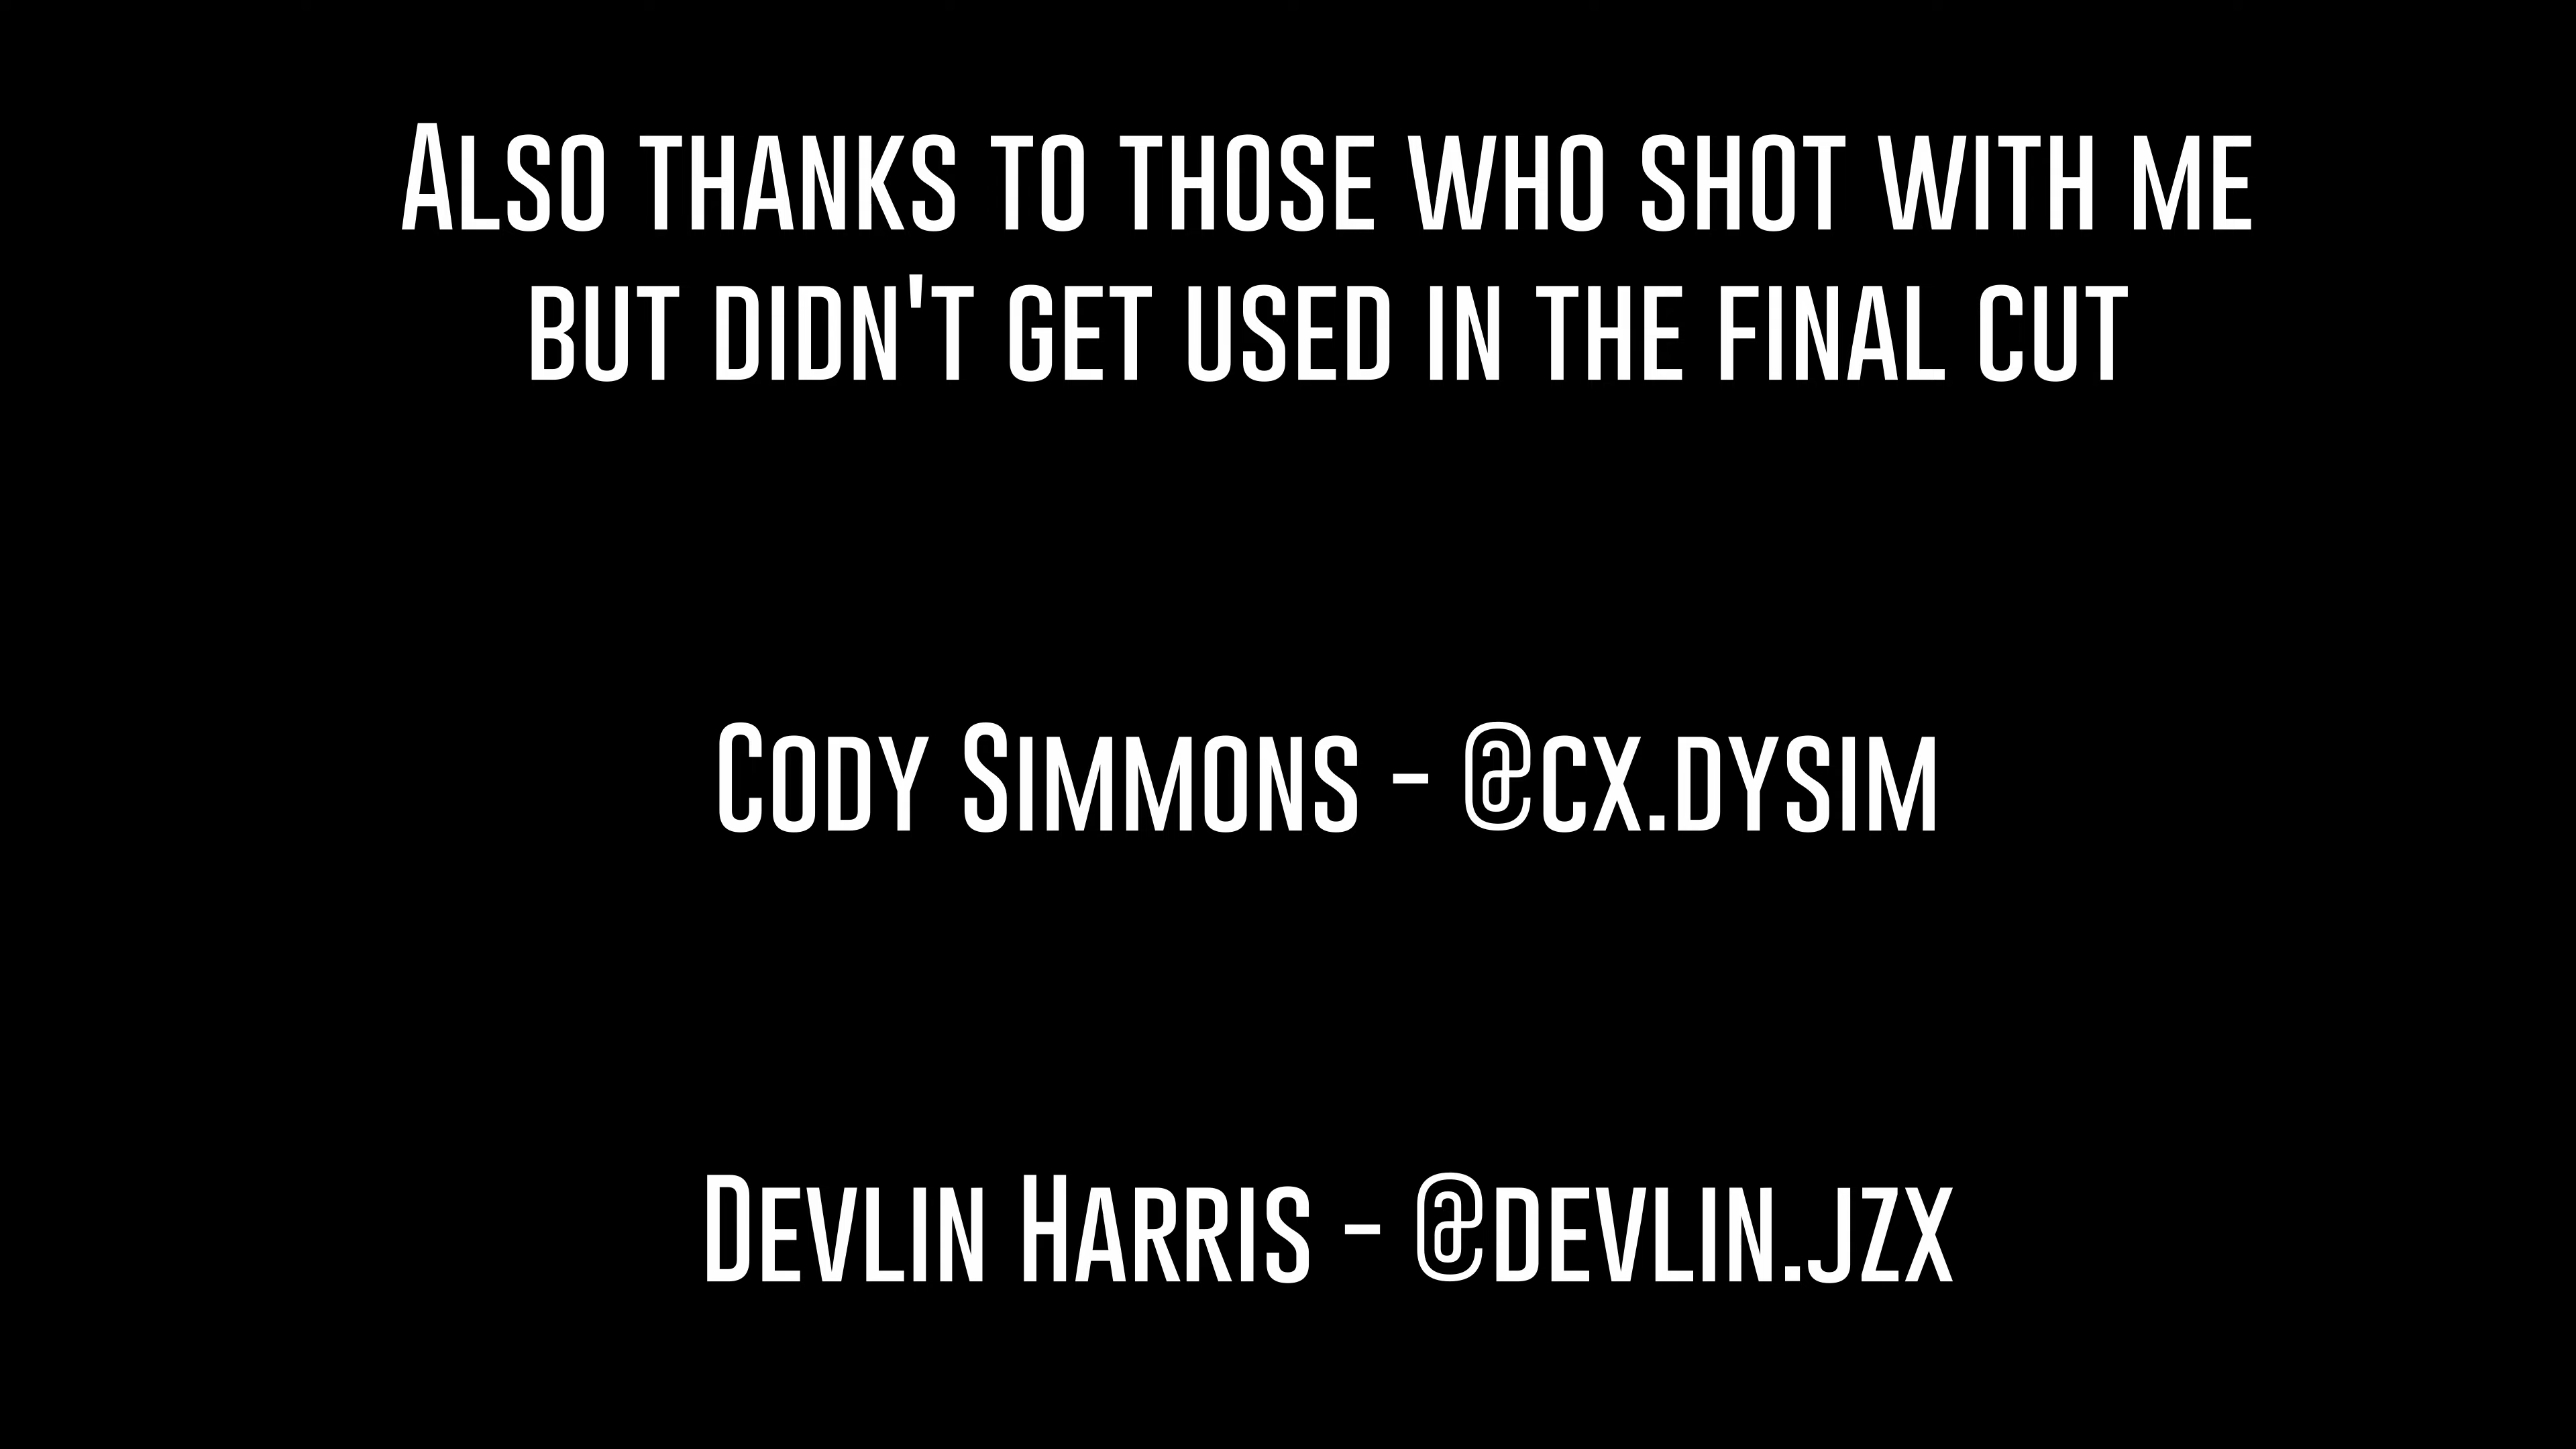 Also thanks to those who shot with me
but didn't get used in the final cut
Cody Simmons - @cx.dysim
Devlin Harris - @devlin.jzx